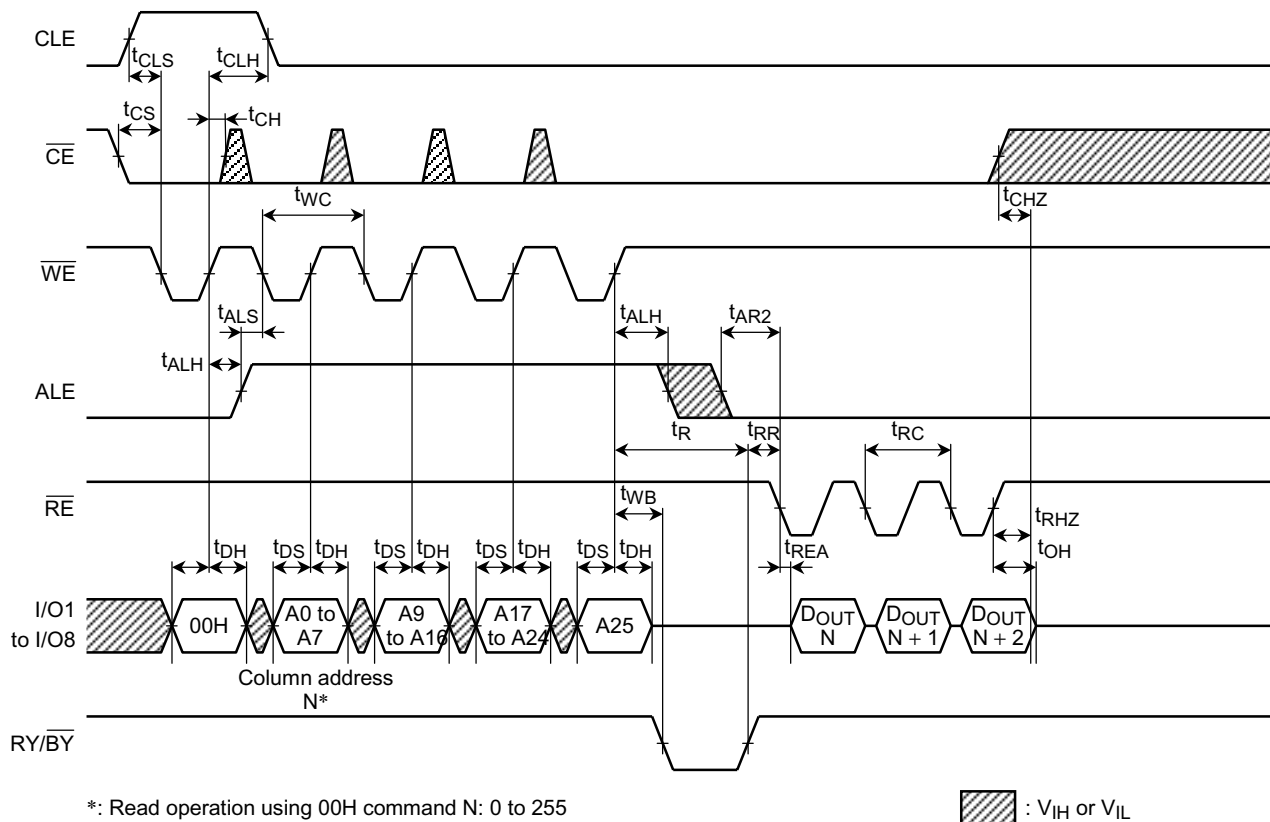 CLE
tCLS
tCLH
tCS
tCH
CE
tWC
tCHZ
WE
tALS
tALH
tAR2
tALH
ALE
tR
tRR
tRC
RE
tWB
tRHZ
tREA
tOH
tDH
tDS
tDH
tDS
tDH
tDS
tDH
tDS
tDH
I/O1
to I/O8
00H
A0 to
A7
A9
to A16
A17
to A24
A25
DOUT
N
DOUT
N + 1
DOUT
N + 2
Column address
N*
RY/BY
*: Read operation using 00H command N: 0 to 255
: VIH or VIL